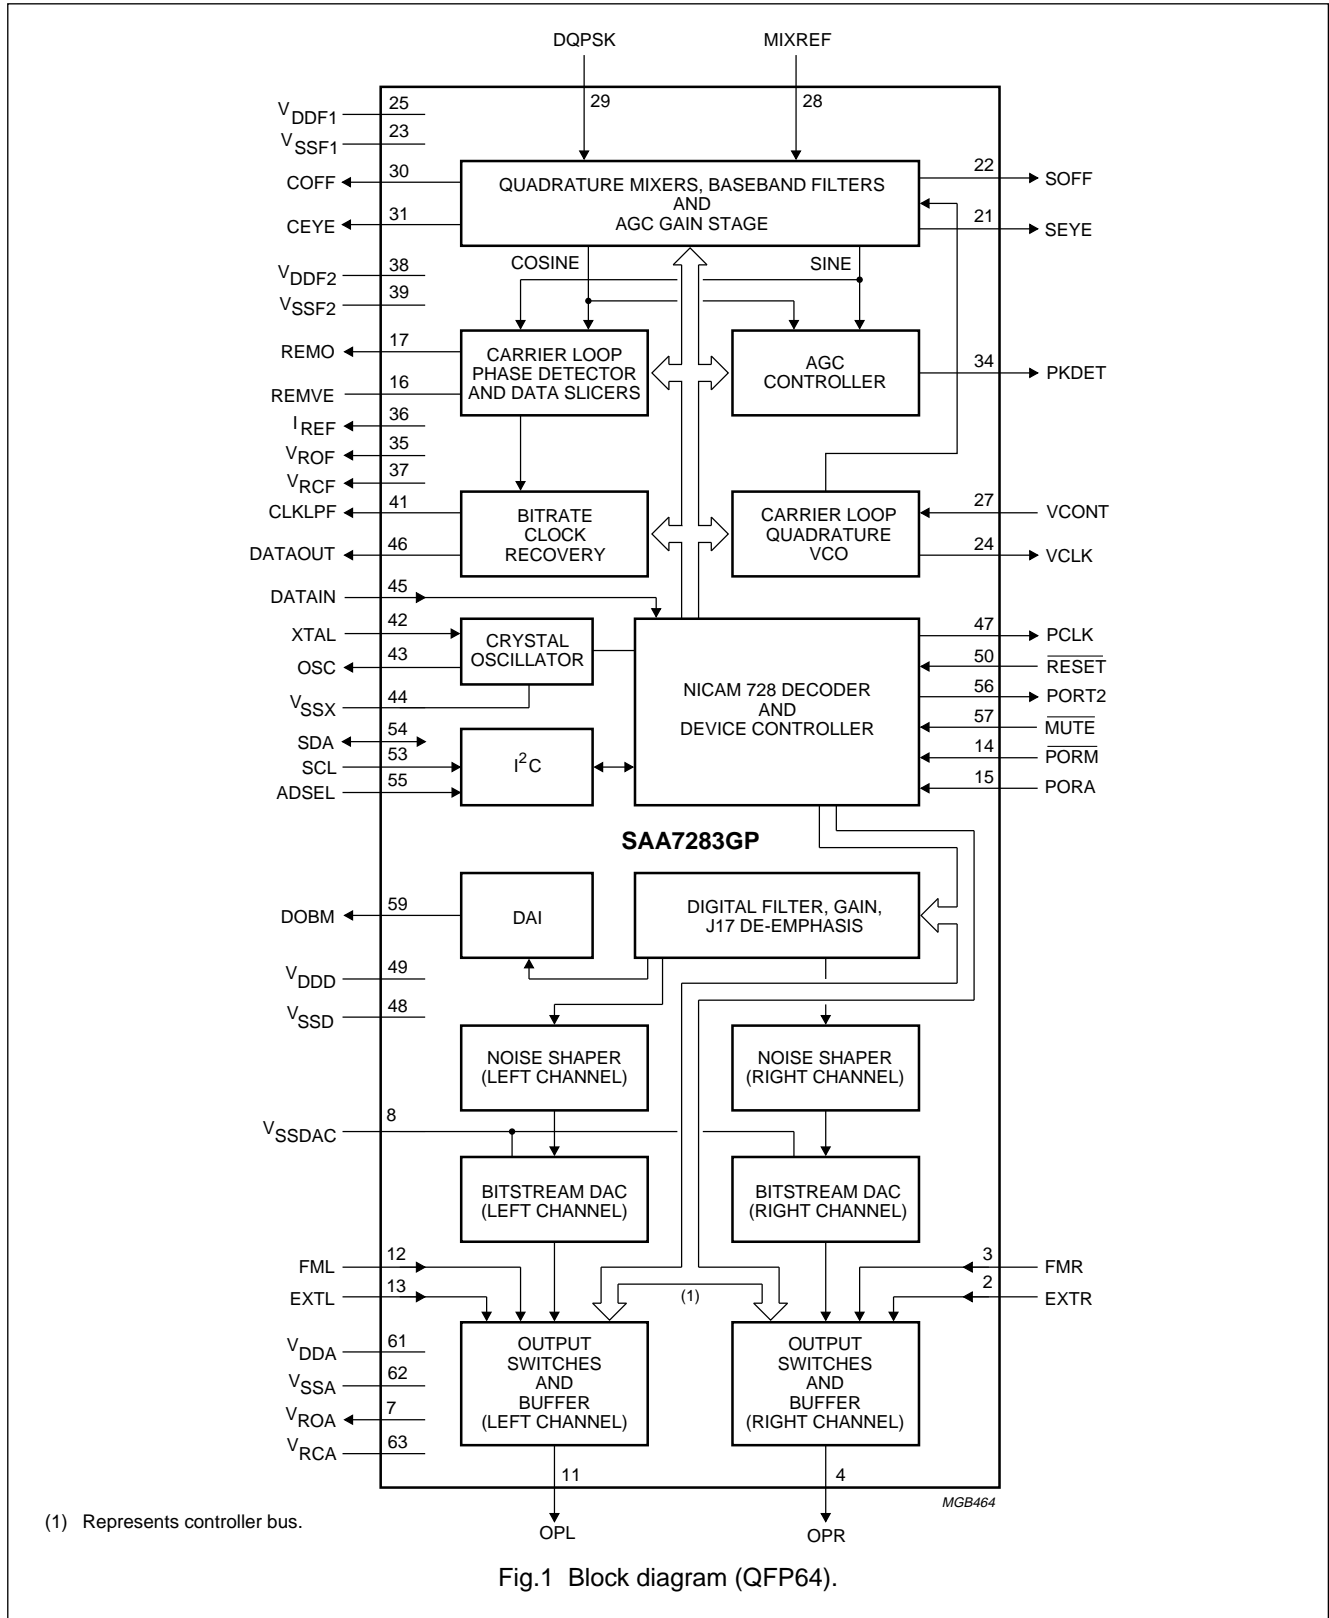 DQPSK MIXREF
29 28
VDDF1 25
VSSF1 23
COFF 30
CEYE 31
QUADRATURE MIXERS, BASEBAND FILTERS
AND
AGC GAIN STAGE
22 SOFF
21 SEYE
COSINE SINE
VDDF2 38
VSSF2 39
REMO 17
REMVE 16
CARRIER LOOP
PHASE DETECTOR
AND DATA SLICERS
AGC
CONTROLLER
34 PKDET
IREF 36
VROF 35
VRCF 37
CLKLPF 41
DATAOUT 46
BITRATE
CLOCK
RECOVERY
CARRIER LOOP
QUADRATURE
VCO
27 VCONT
24 VCLK
DATAIN 45
XTAL 42
OSC 43
VSSX 44
CRYSTAL
OSCILLATOR
SDA 54
SCL 53
ADSEL 55
I2C
NICAM 728 DECODER
AND
DEVICE CONTROLLER
47 PCLK
50 RESET
56 PORT2
57 MUTE
14 PORM
15 PORA
SAA7283GP
DOBM 59
DAI
DIGITAL FILTER, GAIN,
J17 DE-EMPHASIS
VDDD 49
VSSD 48
NOISE SHAPER
(LEFT CHANNEL)
NOISE SHAPER
(RIGHT CHANNEL)
VSSDAC 8
BITSTREAM DAC
(LEFT CHANNEL)
BITSTREAM DAC
(RIGHT CHANNEL)
FML 12
EXTL 13
3 FMR
2 EXTR
(1)
VDDA 61
VSSA 62
VROA 7
VRCA 63
OUTPUT
SWITCHES
AND
BUFFER
(LEFT CHANNEL)
OUTPUT
SWITCHES
AND
BUFFER
(RIGHT CHANNEL)
11 4
MGB464
OPL OPR
(1) Represents controller bus.
Fig.1 Block diagram (QFP64).